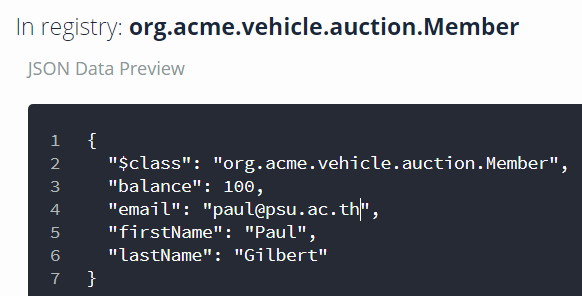 In registry: org.acme.vehicle.auction.Member
JSON Data Preview
1 {
2   "$class": "org.acme.vehicle.auction.Member",
3   "balance": 100,
4   "email": "paul@psu.ac.th",
5   "firstName": "Paul",
6   "lastName": "Gilbert"
7 }